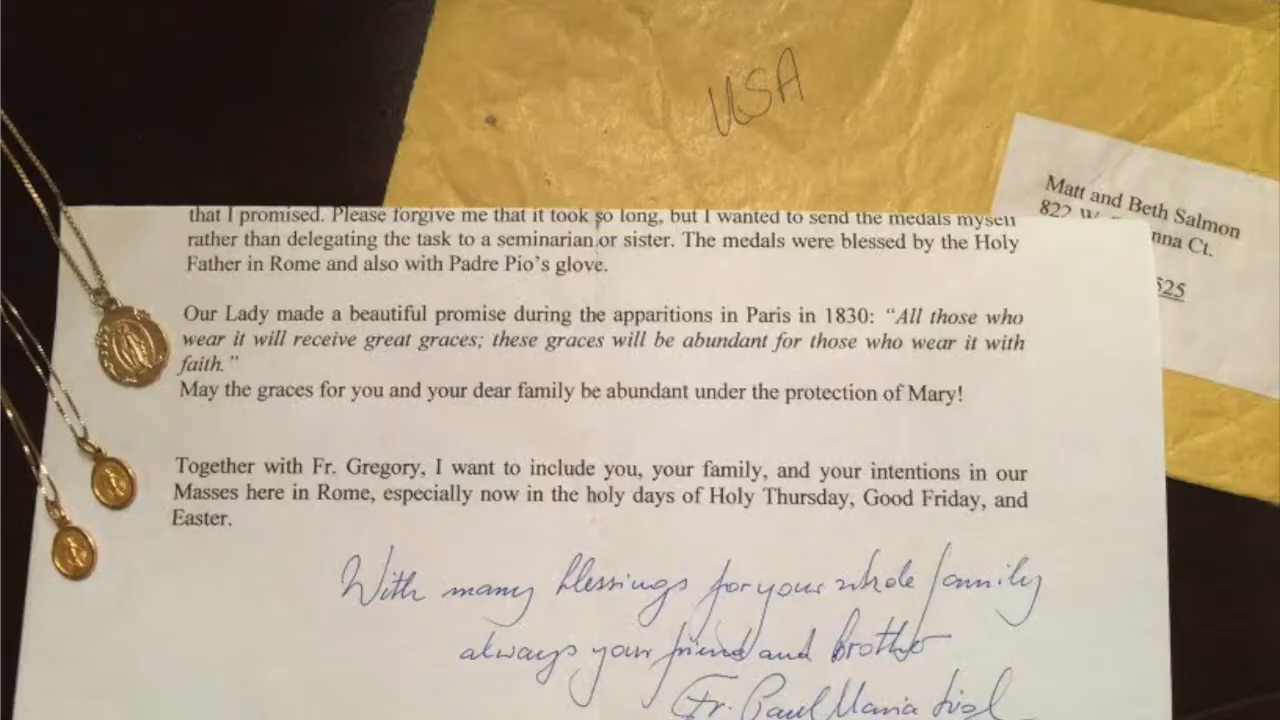 USA
Matt and Beth Salmon
822 W.
nna Ct.
525
that I promised. Please forgive me that it took so long, but I wanted to send the medals myself
rather than delegating the task to a seminarian or sister. The medals were blessed by the Holy
Father in Rome and also with Padre Pio's glove.
Our Lady made a beautiful promise during the apparitions in Paris in 1830: “All those who
wear it will receive great graces; these graces will be abundant for those who wear it with
faith.”
May the graces for you and your dear family be abundant under the protection of Mary!
Together with Fr. Gregory, I want to include you, your family, and your intentions in our
Masses here in Rome, especially now in the holy days of Holy Thursday, Good Friday, and
Easter.
With many blessings for your whole family
always your friend and brother
Fr. Paul Maria